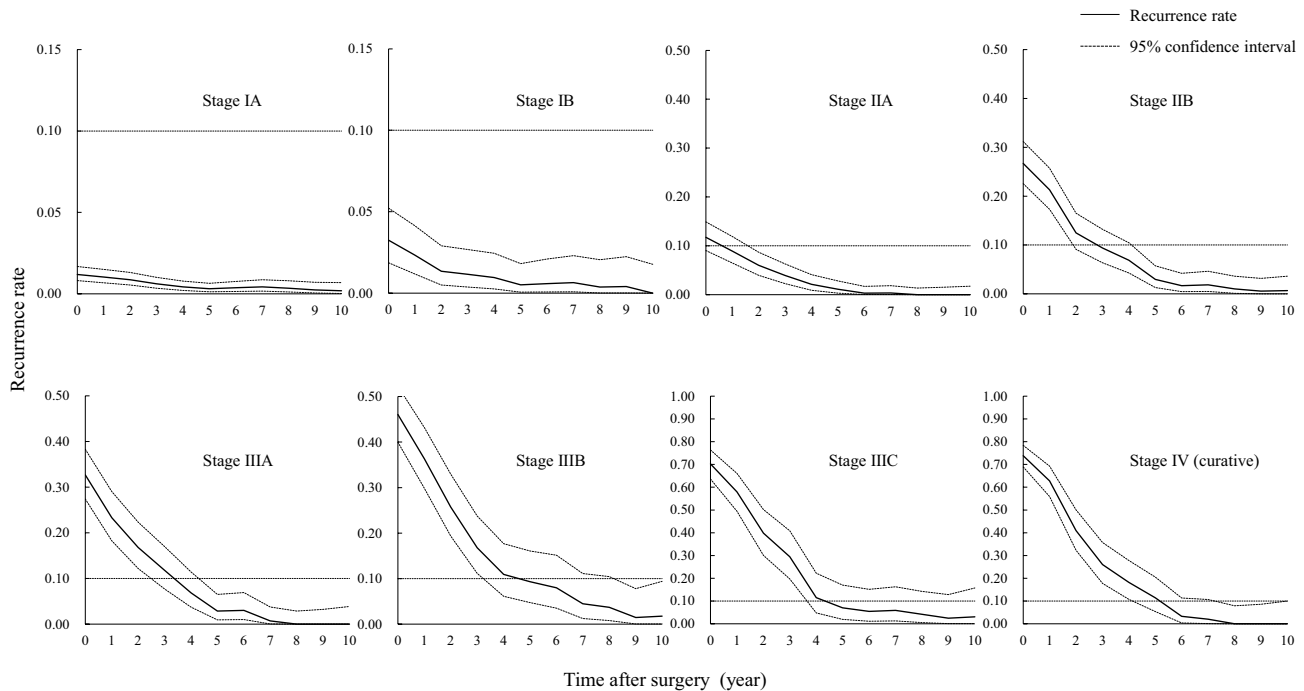 Recurrence rate
95% confidence interval
0.15 0.15 0.50 0.50
0.40 0.40
Stage IA Stage IB Stage IIA Stage IIB
0.10 0.10 0.30 0.30
0.20 0.20
0.05 0.05
0.10 0.10
0.00 0.00 0.00 0.00
0 1 2 3 4 5 6 7 8 9 10 0 1 2 3 4 5 6 7 8 9 10 0 1 2 3 4 5 6 7 8 9 10 0 1 2 3 4 5 6 7 8 9 10
Recurrence rate
0.50 0.50 1.00 1.00
0.90 0.90
0.40 0.40 0.80 0.80
Stage IIIA Stage IIIB Stage IIIC Stage IV (curative)
0.70 0.70
0.30 0.30 0.60 0.60
0.50 0.50
0.20 0.20 0.40 0.40
0.30 0.30
0.10 0.10 0.20 0.20
0.10 0.10
0.00 0.00 0.00 0.00
0 1 2 3 4 5 6 7 8 9 10 0 1 2 3 4 5 6 7 8 9 10 0 1 2 3 4 5 6 7 8 9 10 0 1 2 3 4 5 6 7 8 9 10
Time after surgery (year)